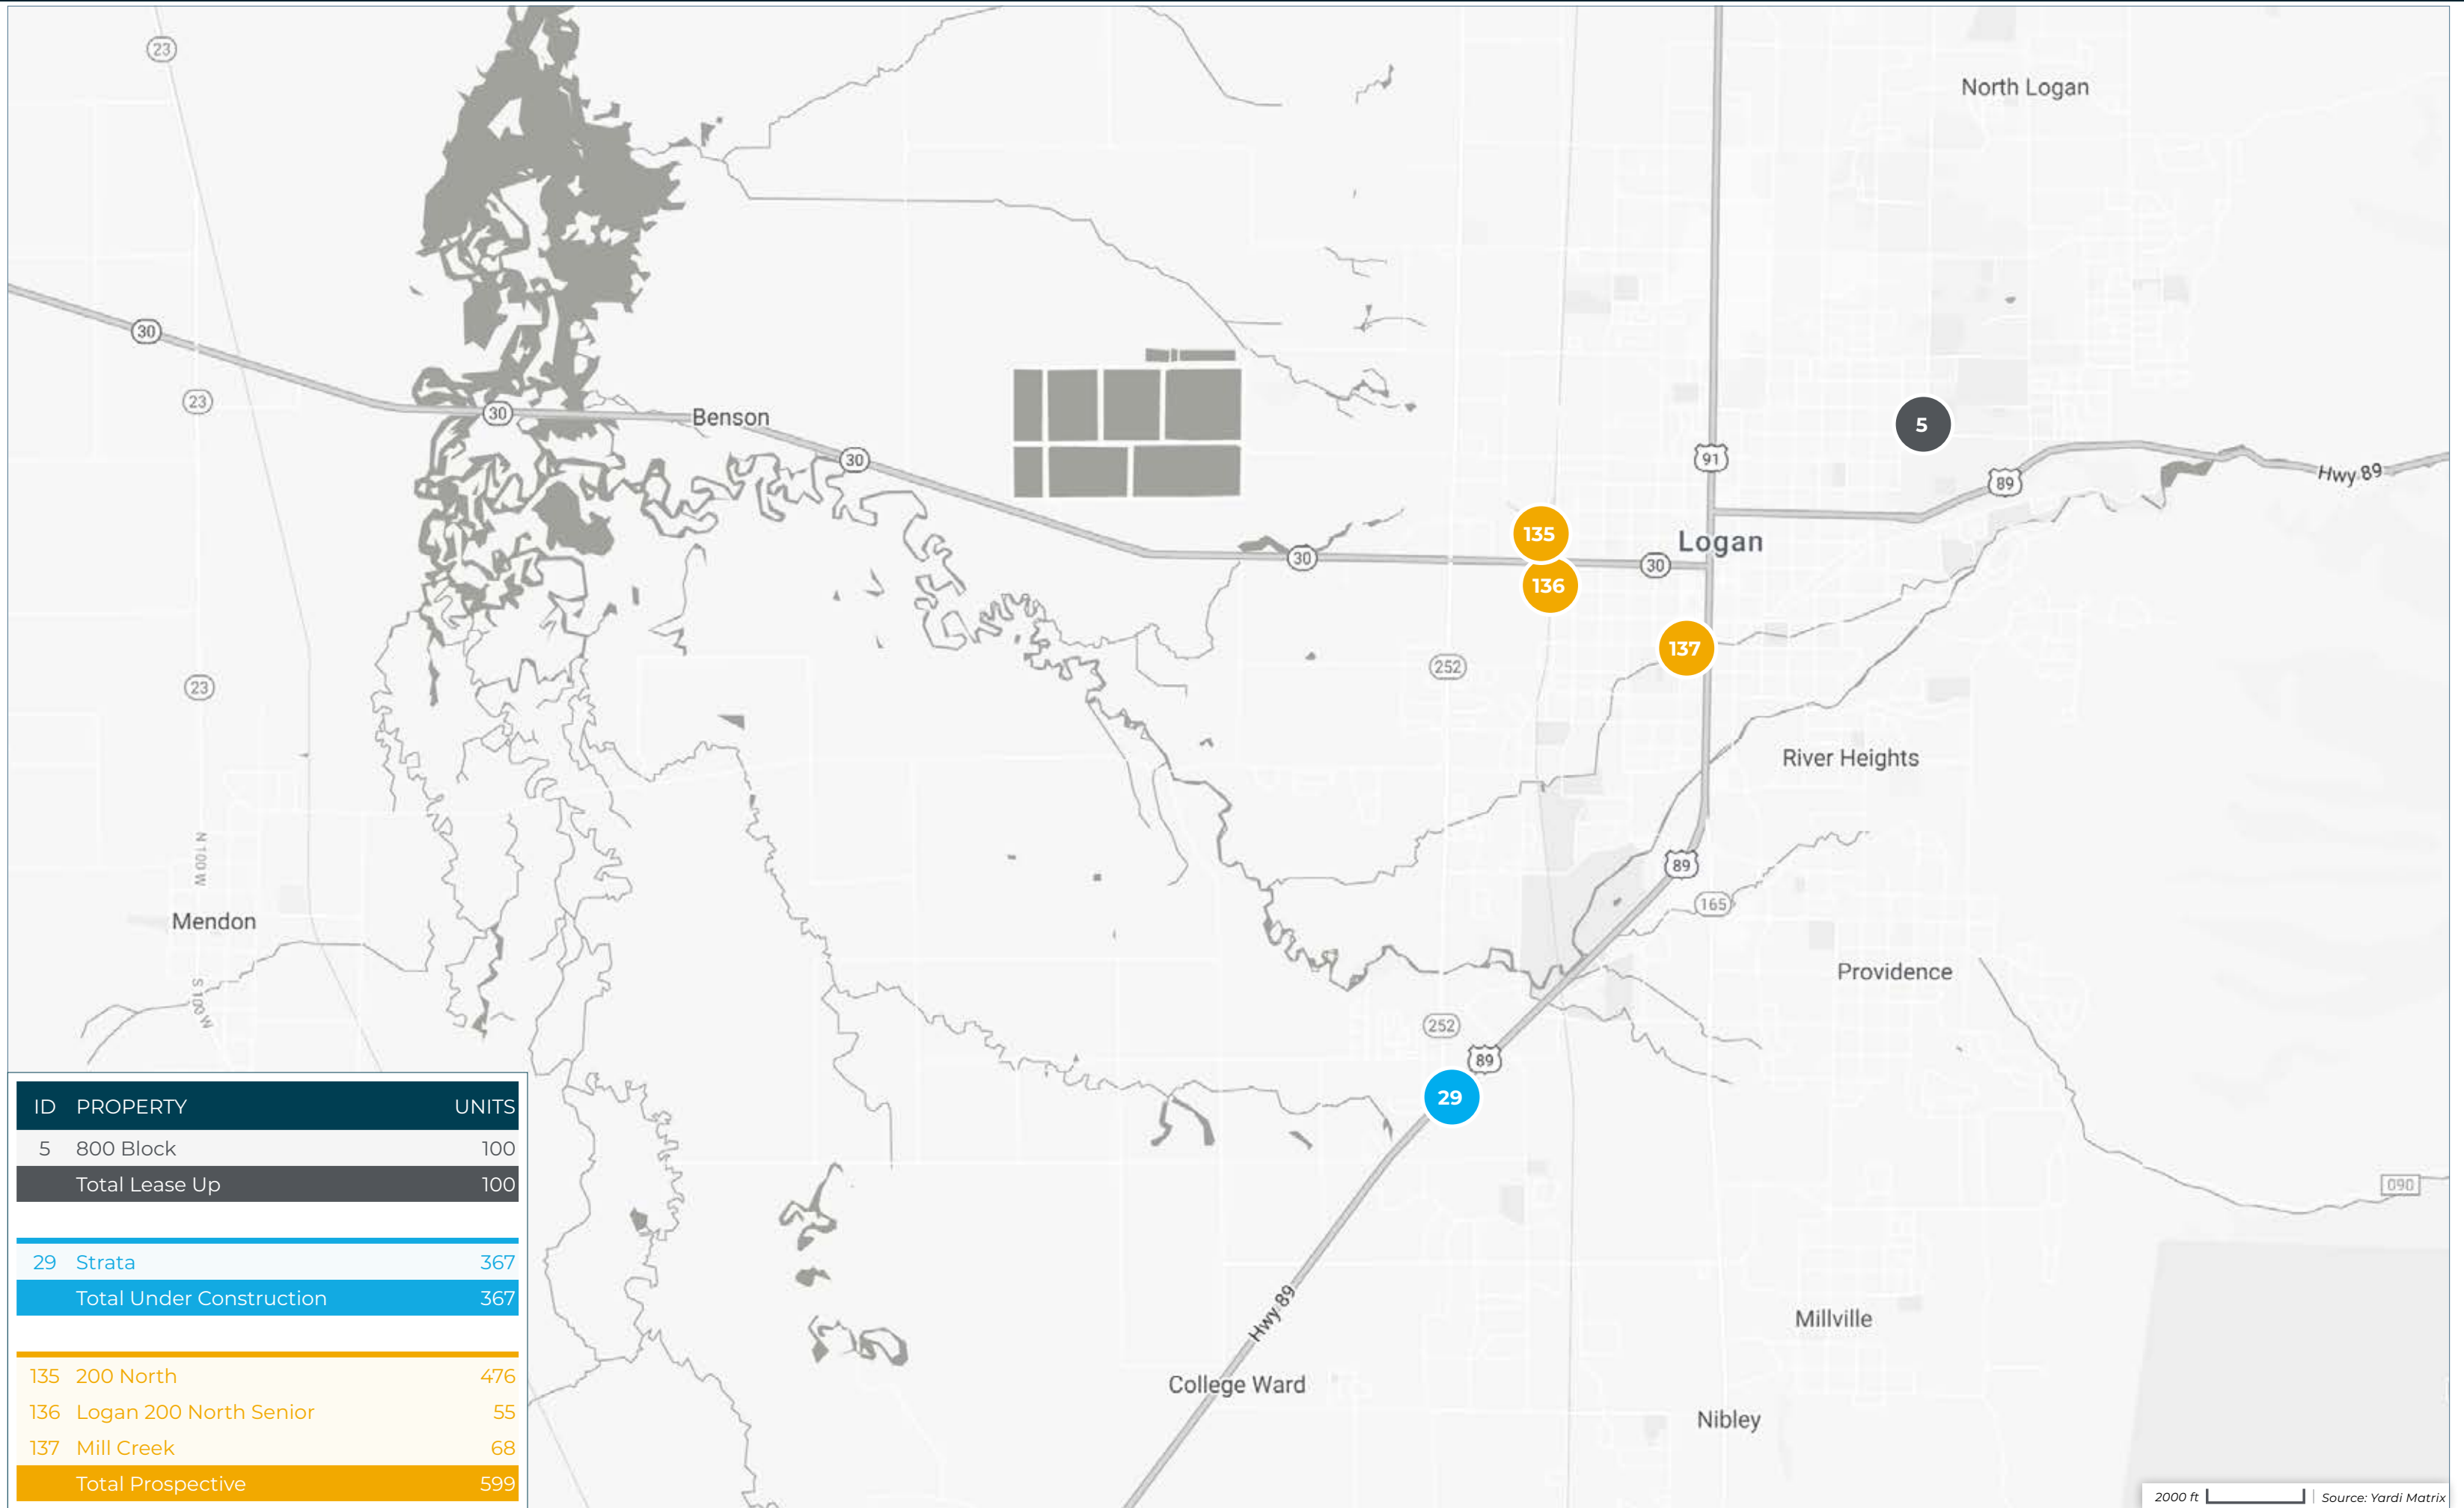 23
North Logan
30
23
30
Benson
30
91
5
89
Hwy 89
135
Logan
30
30
136
137
252
23
River Heights
N 100 W
89
165
Mendon
Providence
S 100 W
252
89
29
090
Hwy 89
Millville
College Ward
Nibley
ID PROPERTY UNITS
5 800 Block 100
Total Lease Up 100
29 Strata 367
Total Under Construction 367
135 200 North 476
136 Logan 200 North Senior 55
137 Mill Creek 68
Total Prospective 599
2000 ft Source: Yardi Matrix